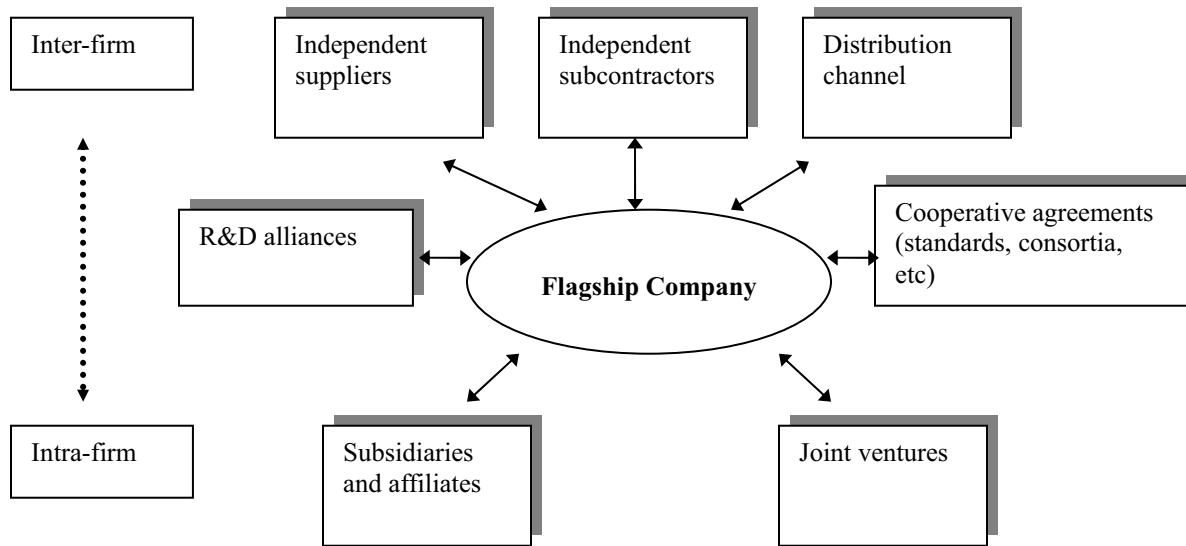 Inter-firm
Independent
suppliers
Independent
subcontractors
Distribution
channel
R&D alliances
Cooperative agreements
(standards, consortia,
etc)
Flagship Company
Intra-firm
Subsidiaries
and affiliates
Joint ventures